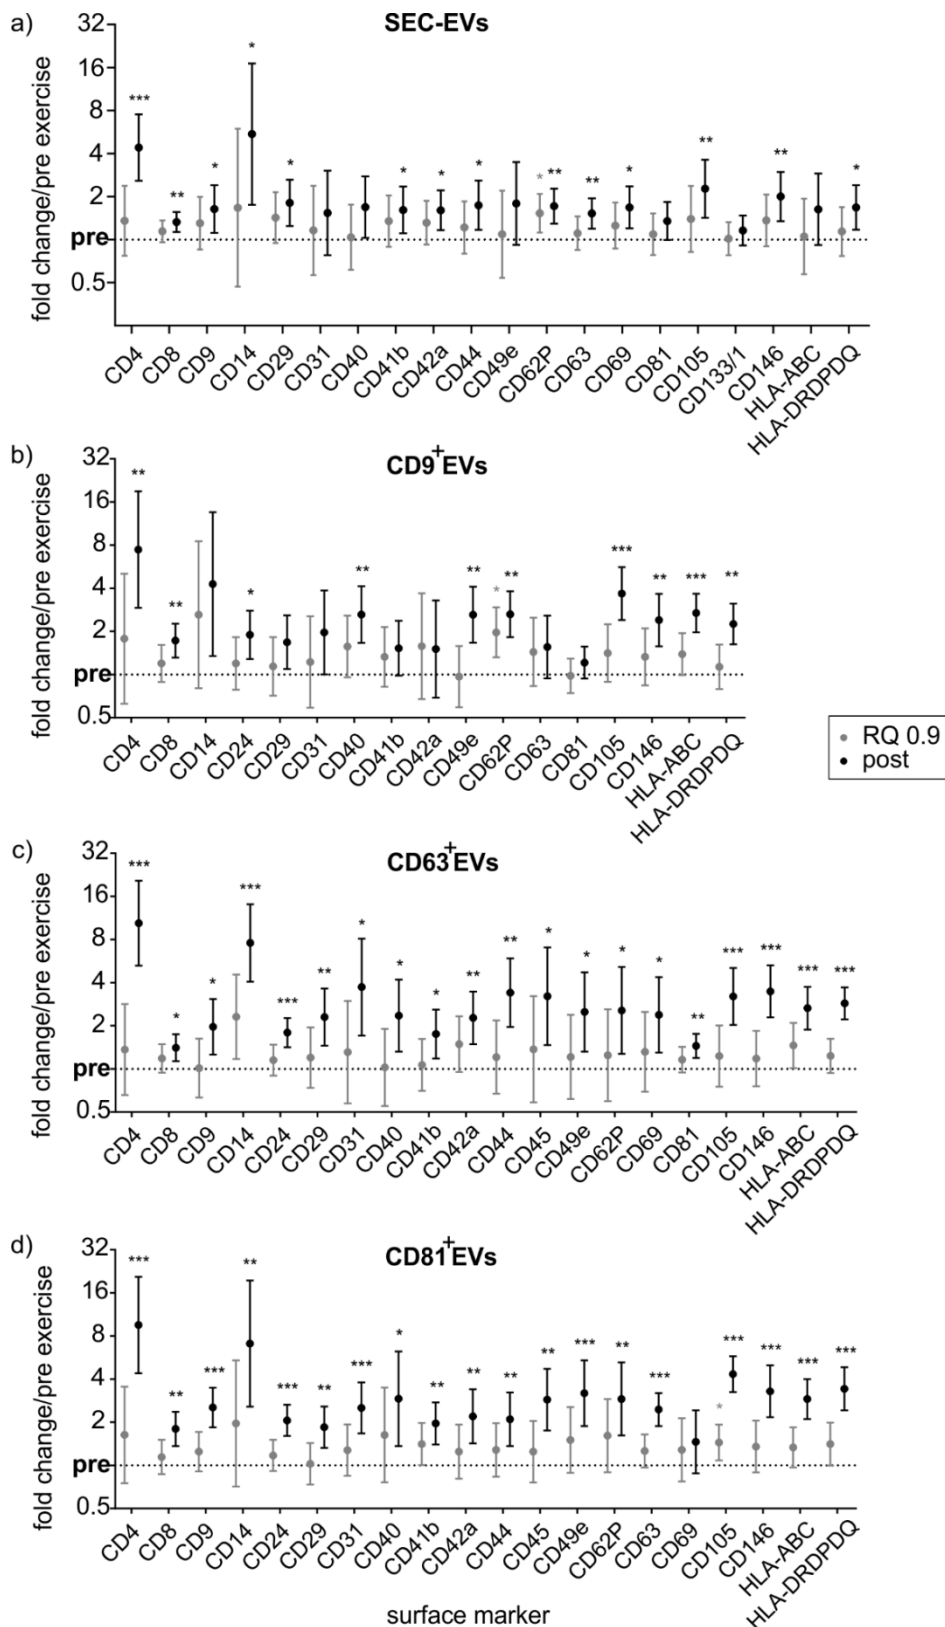 a)
SEC-EVs
fold change/pre exercise
32
16
8
4
2
pre
0.5
*** ** * * * * * * * ** ** * ** ** *
CD4 CD8 CD9 CD14 CD29 CD31 CD40 CD41b CD42a CD44 CD49e CD62P CD63 CD69 CD81 CD105 CD133/1 CD146 HLA-ABC HLA-DRDPDQ
b)
CD9+EVs
fold change/pre exercise
32
16
8
4
2
pre
0.5
** ** * ** ** * ** *** ** *** **
CD4 CD8 CD14 CD24 CD29 CD31 CD40 CD41b CD42a CD49e CD62P CD63 CD81 CD105 CD146 HLA-ABC HLA-DRDPDQ
RQ 0.9
post
c)
CD63+EVs
fold change/pre exercise
32
16
8
4
2
pre
0.5
*** * * *** *** ** * * * ** ** * * * * ** *** *** *** ***
CD4 CD8 CD9 CD14 CD24 CD29 CD31 CD40 CD41b CD42a CD44 CD45 CD49e CD62P CD69 CD81 CD105 CD146 HLA-ABC HLA-DRDPDQ
d)
CD81+EVs
fold change/pre exercise
32
16
8
4
2
pre
0.5
*** ** *** ** *** ** *** * ** ** ** ** *** ** *** * *** *** *** ***
CD4 CD8 CD9 CD14 CD24 CD29 CD31 CD40 CD41b CD42a CD44 CD45 CD49e CD62P CD63 CD69 CD105 CD146 HLA-ABC HLA-DRDPDQ
surface marker